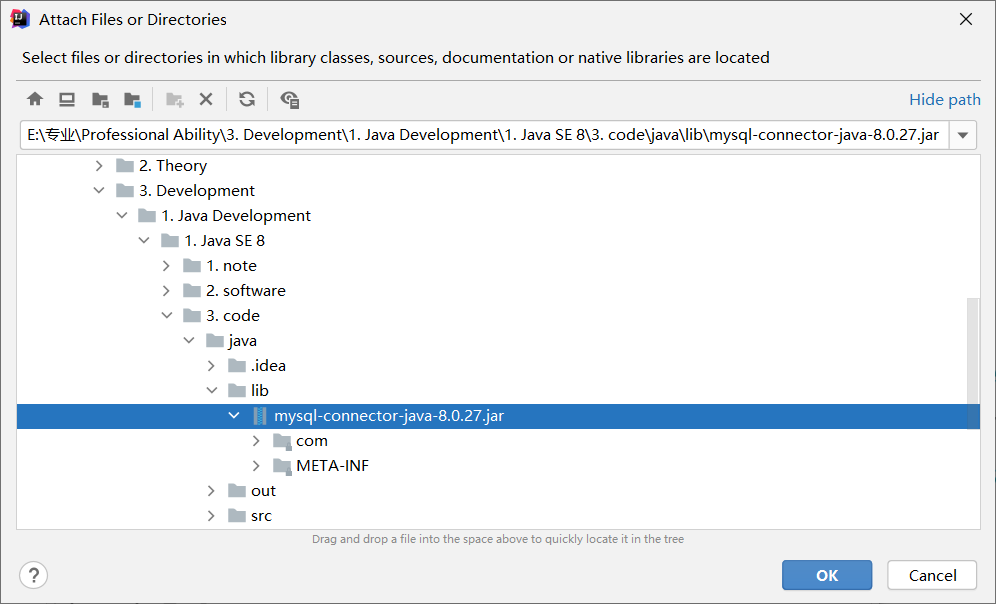 Attach Files or Directories
Select files or directories in which library classes, sources, documentation or native libraries are located
Hide path
E:\专业\Professional Ability\3. Development\1. Java Development\1. Java SE 8\3. code\java\lib\mysql-connector-java-8.0.27.jar
2. Theory
3. Development
1. Java Development
1. Java SE 8
1. note
2. software
3. code
java
.idea
lib
mysql-connector-java-8.0.27.jar
com
META-INF
out
src
Drag and drop a file into the space above to quickly locate it in the tree
?
OK
Cancel